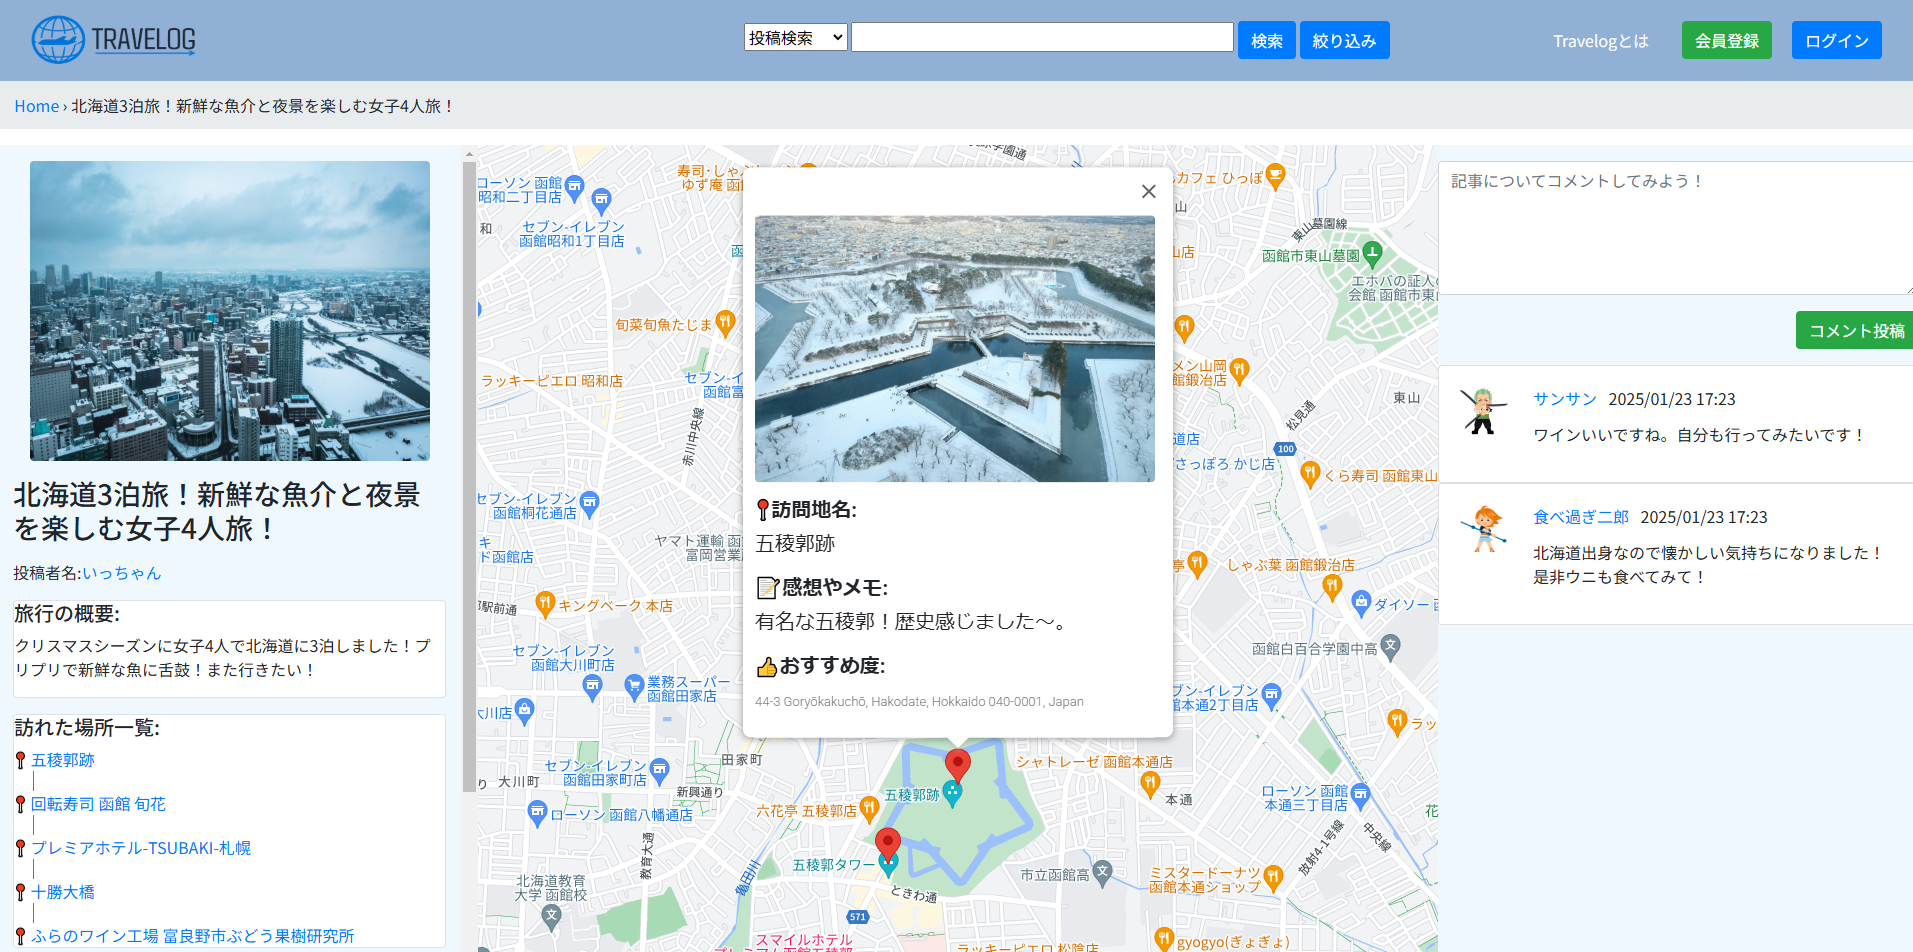 TRAVELOG
投稿検索
検索
絞り込み
Travelogとは
会員登録
ログイン
Home › 北海道3泊旅！新鮮な魚介と夜景を楽しむ女子4人旅！
北海道3泊旅！新鮮な魚介と夜景
を楽しむ女子4人旅！
投稿者名:いっちゃん
旅行の概要:
クリスマスシーズンに女子4人で北海道に3泊しました！プ
リプリで新鮮な魚に舌鼓！また行きたい！
訪れた場所一覧:
五稜郭跡
回転寿司 函館 旬花
プレミアホテル-TSUBAKI-札幌
十勝大橋
ふらのワイン工場 富良野市ぶどう果樹研究所
ローソン 函館
昭和二丁目店
セブン-イレブン
函館昭和1丁目店
寿司･しゃ
ゆず庵 函
旬菜旬魚たじま
ラッキーピエロ 昭和店
セブン-イ
函館富
赤川中央線
セブン-イレブン
函館桐花通店
キ
ド函館店
ヤマト運輸 函
富岡営業
駅前通
キングベーク 本店
セブン-イレブン
函館大川町店
業務スーパー
函館田家店
大川店
田家町
セブン-イレブン
函館田家町店
り 大川町
新興通り
ローソン 函館八幡通店
六花亭 五稜郭店
教育大通
北海道教育
大学 函館校
亀田川
571
スマイルホテル
訪問地名:
五稜郭跡
感想やメモ:
有名な五稜郭！歴史感じました〜。
おすすめ度:
44-3 Goryōkakuchō, Hakodate, Hokkaido 040-0001, Japan
五稜郭跡
五稜郭タワー
ときわ通
シャトレーゼ 函館本通店
本通
市立函館高
ミスタードーナツ
函館本通ショップ
ラッキーピエロ 松陰店
gyogyo(ぎょぎょ)
カフェ ひっぽ
山
山店
東山墓園線
函館市東山墓園
エホバの証人
会館 函館市東山
メン山岡
館鍛冶店
東山
松見通
道店
100
さっぽろ かじ店
くら寿司 函館東山
亭
しゃぶ葉 函館鍛治店
ダイソー 函
函館白百合学園中高
ブン-イレブン
本通2丁目店
ラッ
ローソン 函館
本通三丁目店
花
放射4-1号線
中央線
記事についてコメントしてみよう！
コメント投稿
サンサン 2025/01/23 17:23
ワインいいですね。自分も行ってみたいです！
食べ過ぎ二郎 2025/01/23 17:23
北海道出身なので懐かしい気持ちになりました！
是非ウニも食べてみて！